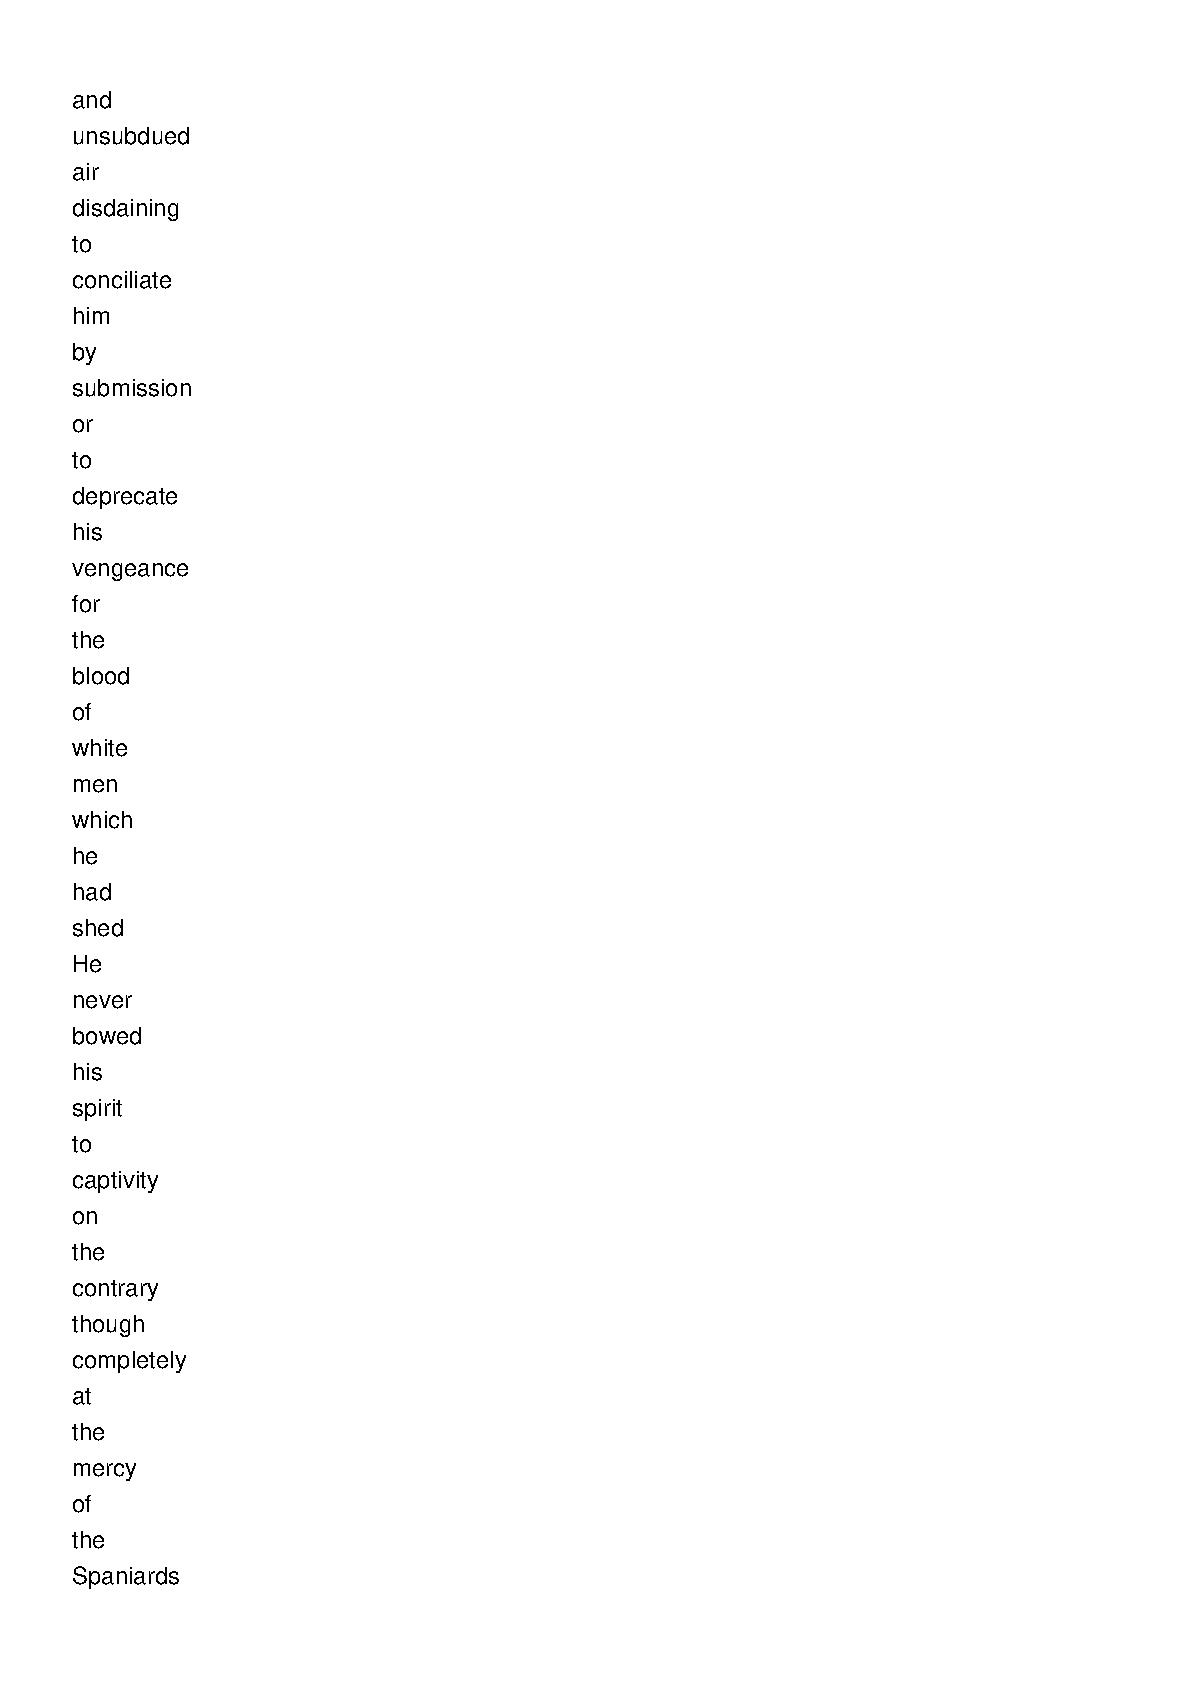 and
unsubdued
air
disdaining
to
conciliate
him
by
submission
or
to
deprecate
his
vengeance
for
the
blood
of
white
men
which
he
had
shed
He
never
bowed
his
spirit
to
captivity
on
the
contrary
though
completely
at
the
mercy
of
the
Spaniards